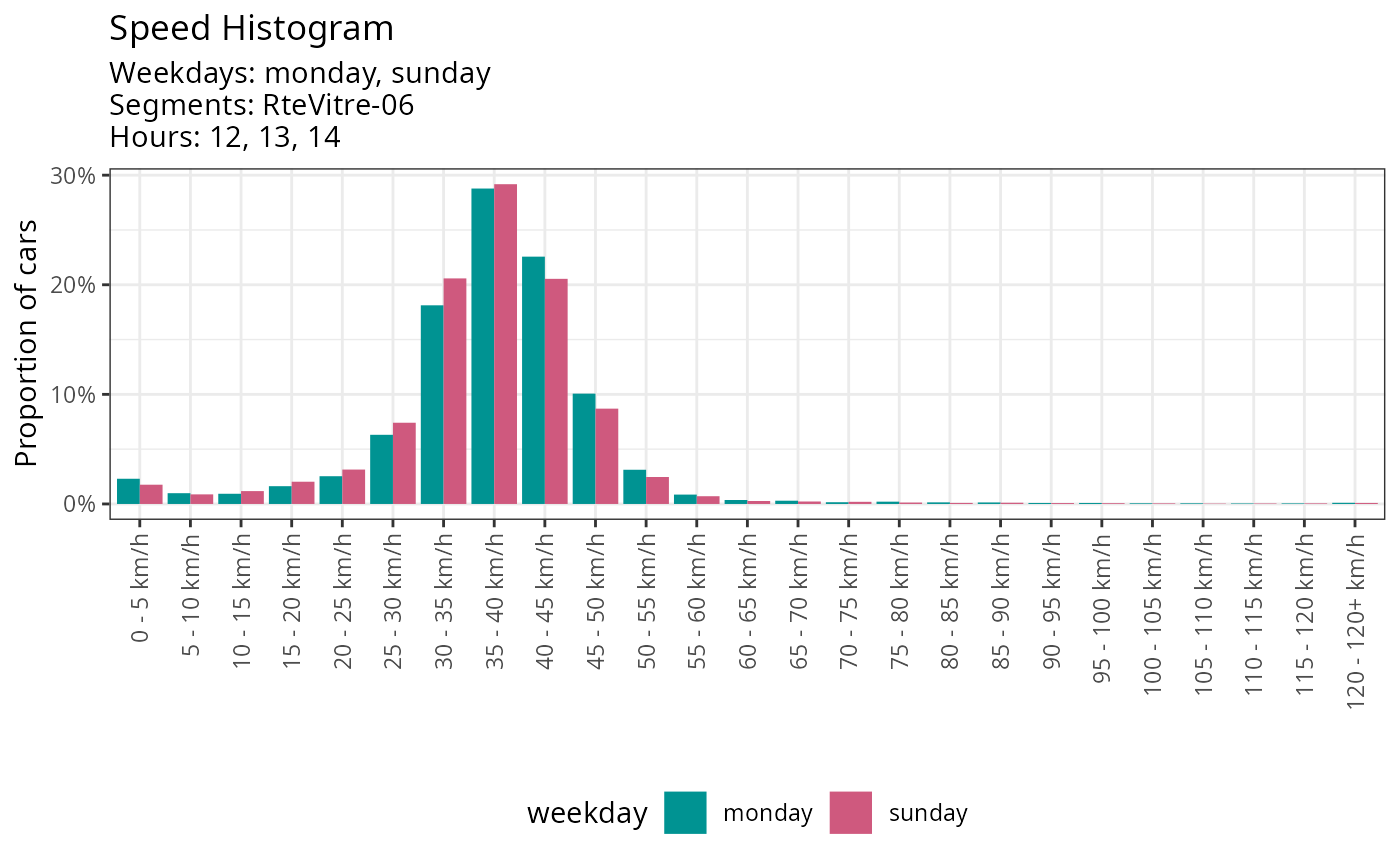 Speed Histogram
Weekdays: monday, sunday
Segments: RteVitre-06
Hours: 12, 13, 14
Proportion of cars
30%
20%
10%
0%
0 - 5 km/h
5 - 10 km/h
10 - 15 km/h
15 - 20 km/h
20 - 25 km/h
25 - 30 km/h
30 - 35 km/h
35 - 40 km/h
40 - 45 km/h
45 - 50 km/h
50 - 55 km/h
55 - 60 km/h
60 - 65 km/h
65 - 70 km/h
70 - 75 km/h
75 - 80 km/h
80 - 85 km/h
85 - 90 km/h
90 - 95 km/h
95 - 100 km/h
100 - 105 km/h
105 - 110 km/h
110 - 115 km/h
115 - 120 km/h
120 - 120+ km/h
weekday monday sunday